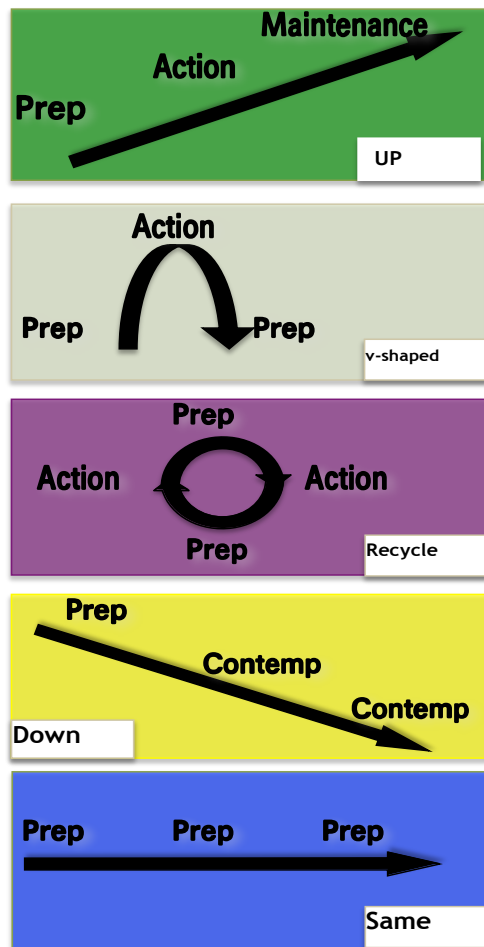 Maintenance
Action
Prep
UP
Action
Prep
Prep
v-shaped
Prep
Action
Action
Prep
Recycle
Prep
Contemp
Contemp
Down
Prep Prep Prep
Same